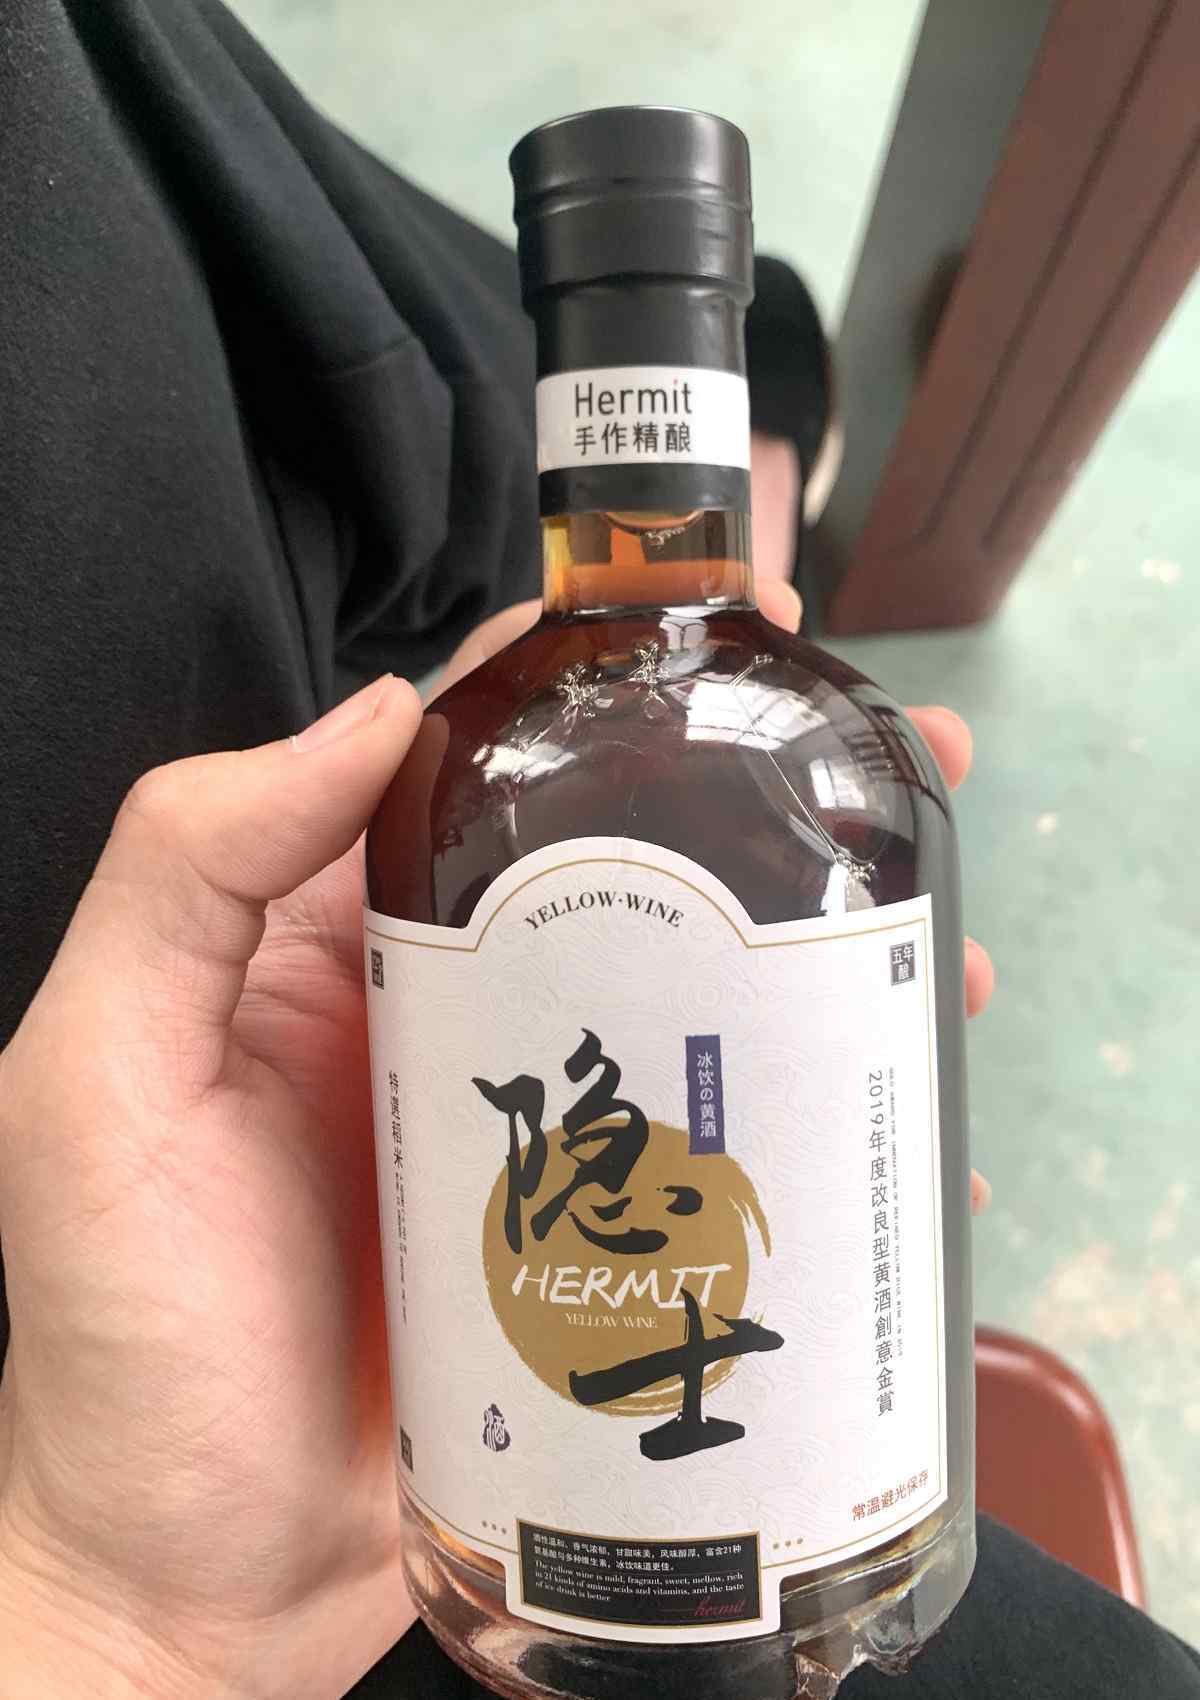 Hermit
手作精酿
YELLOW·WINE
五年
酿
冰饮の黄酒
隐士
HERMIT
YELLOW WINE
特選稻米
2019年度改良型黄酒創意金賞
酒
常温避光保存
酒性温和、香气浓郁，甘甜味美，风味醇厚，富含21种
氨基酸与多种维生素，冰饮味道更佳。
The yellow wine is mild, fragrant, sweet, mellow, rich
in 21 kinds of amino acids and vitamins, and the taste
of ice drink is better
hermit